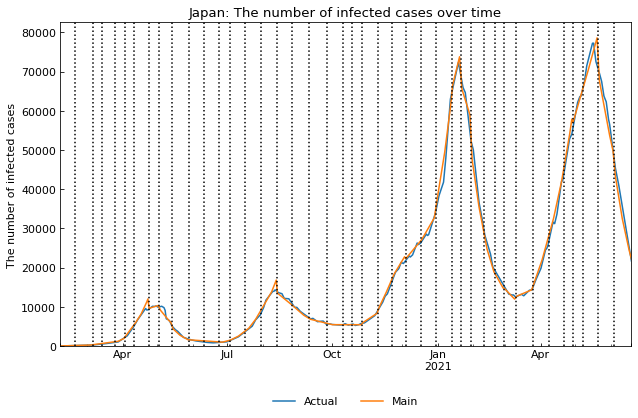 Japan: The number of infected cases over time
The number of infected cases
80000
70000
60000
50000
40000
30000
20000
10000
0
Apr
Jul
Oct
Jan
2021
Apr
Actual
Main